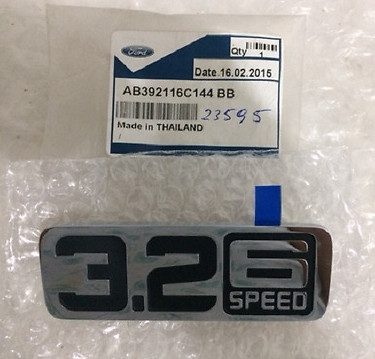 Ford
Qty
1
Date 16.02.2015
AB392116C144 BB
23595
Made in THAILAND
3.2 6
SPEED